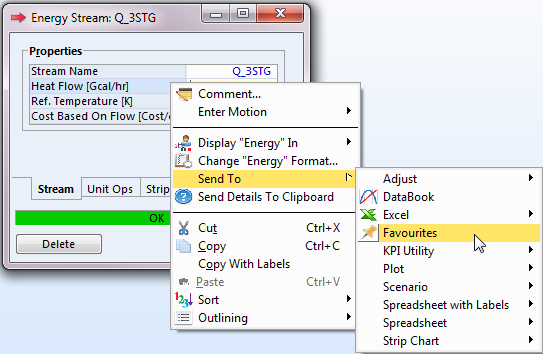 Energy Stream: Q_3STG
Properties
Stream Name Q_3STG
Heat Flow [Gcal/hr]
Ref. Temperature [K]
Cost Based On Flow [Cost/
Stream Unit Ops Strip
OK
Delete
Comment...
Enter Motion
Display "Energy" In
Change "Energy" Format...
Send To
Send Details To Clipboard
Cut Ctrl+X
Copy Ctrl+C
Copy With Labels
Paste Ctrl+V
Sort
Outlining
Adjust
DataBook
Excel
Favourites
KPI Utility
Plot
Scenario
Spreadsheet with Labels
Spreadsheet
Strip Chart